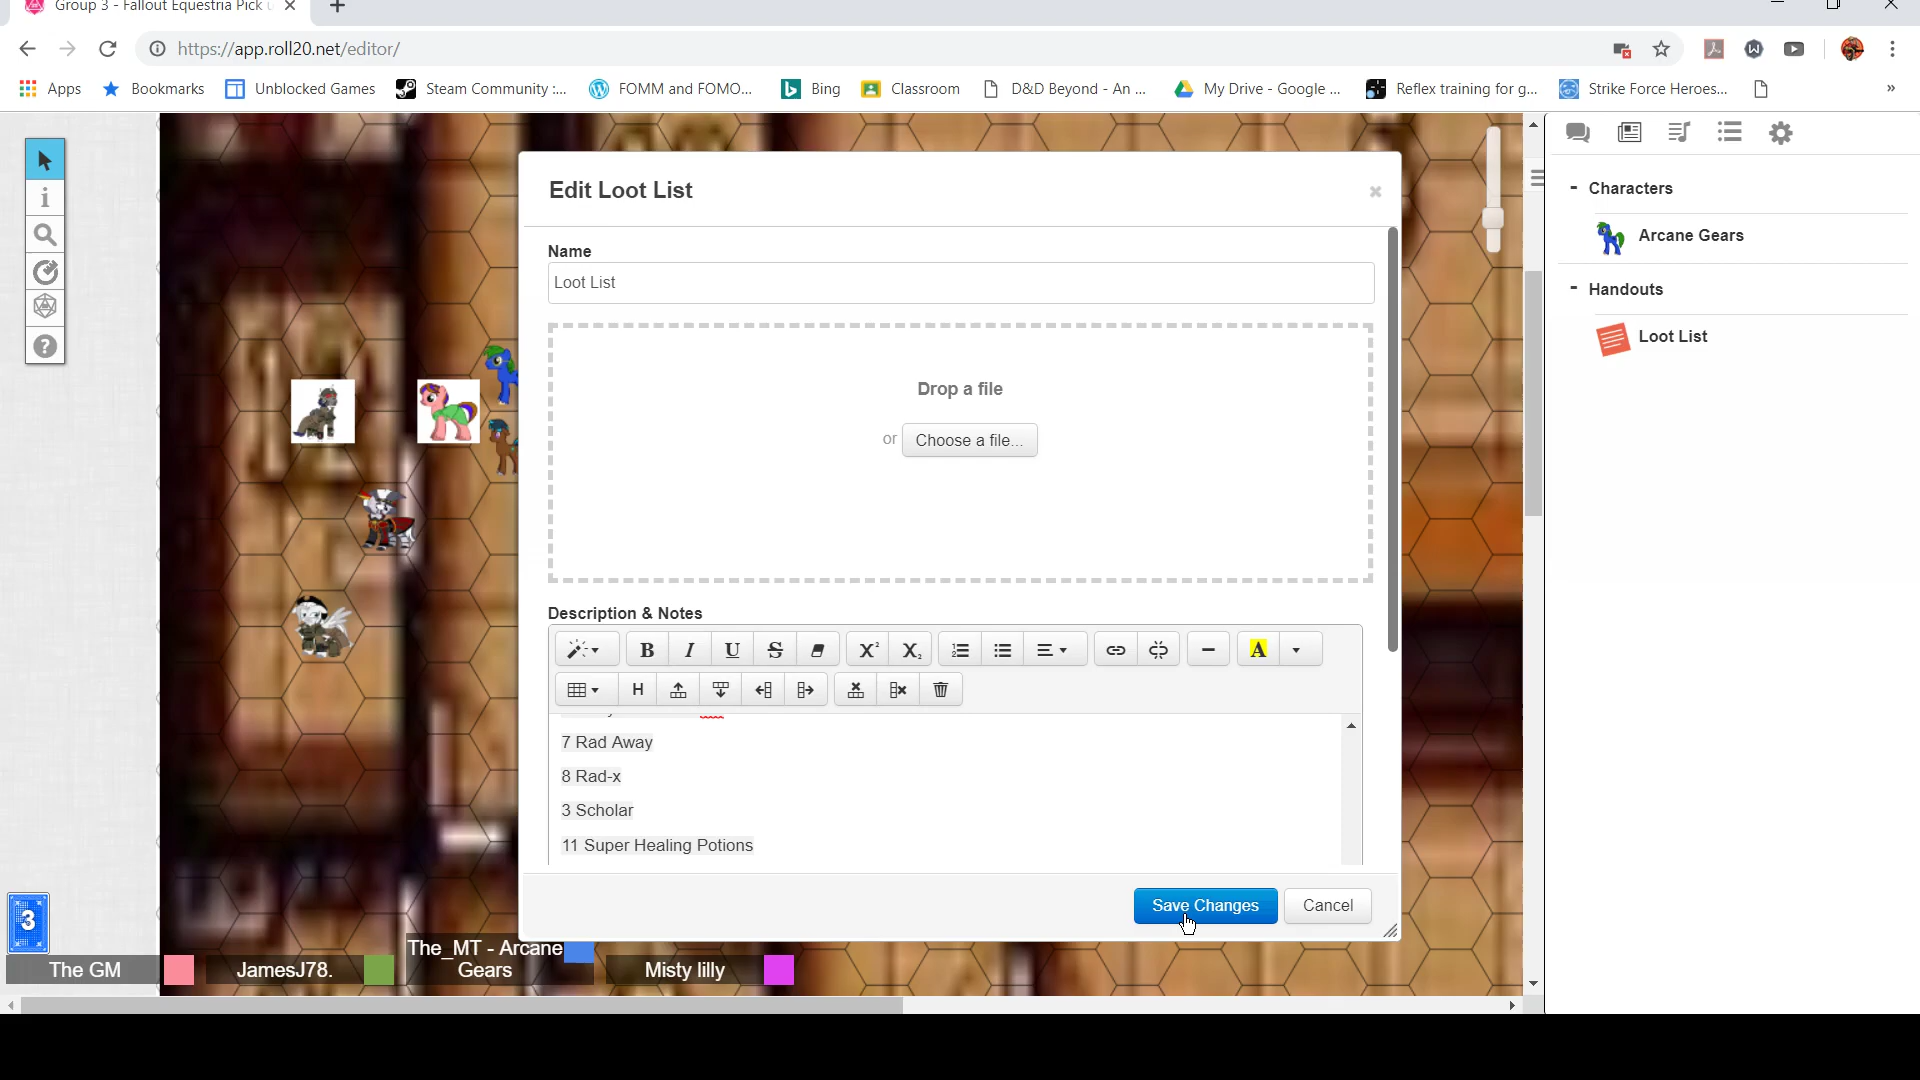 Group 3 - Fallout Equestria Pick
https://app.roll20.net/editor/
Apps
Bookmarks
Unblocked Games
Steam Community :...
FOMM and FOMO...
Bing
Classroom
D&D Beyond - An ...
My Drive - Google ...
Reflex training for g...
Strike Force Heroes...
»
Edit Loot List
Name
Loot List
Drop a file
or Choose a file...
Description & Notes
B I U S X² X₂ A
H
7 Rad Away
8 Rad-x
3 Scholar
11 Super Healing Potions
Save Changes
Cancel
Characters
Arcane Gears
Handouts
Loot List
3
The GM
JamesJ78.
The_MT - Arcane
Gears
Misty lilly